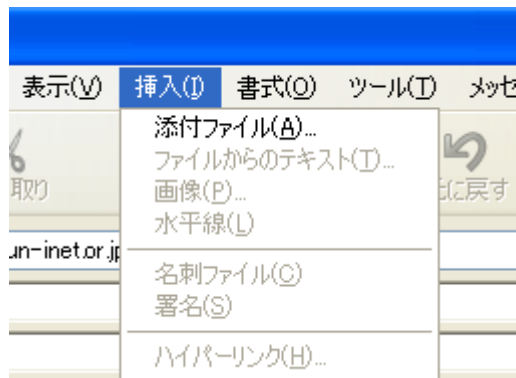 表示(V) 挿入(I) 書式(O) ツール(T) メッセ
添付ファイル(A)...
ファイルからのテキスト(T)...
画像(P)...
取り に戻す
水平線(L)
un-inet.or.jp
名刺ファイル(C)
署名(S)
ハイパーリンク(H)...